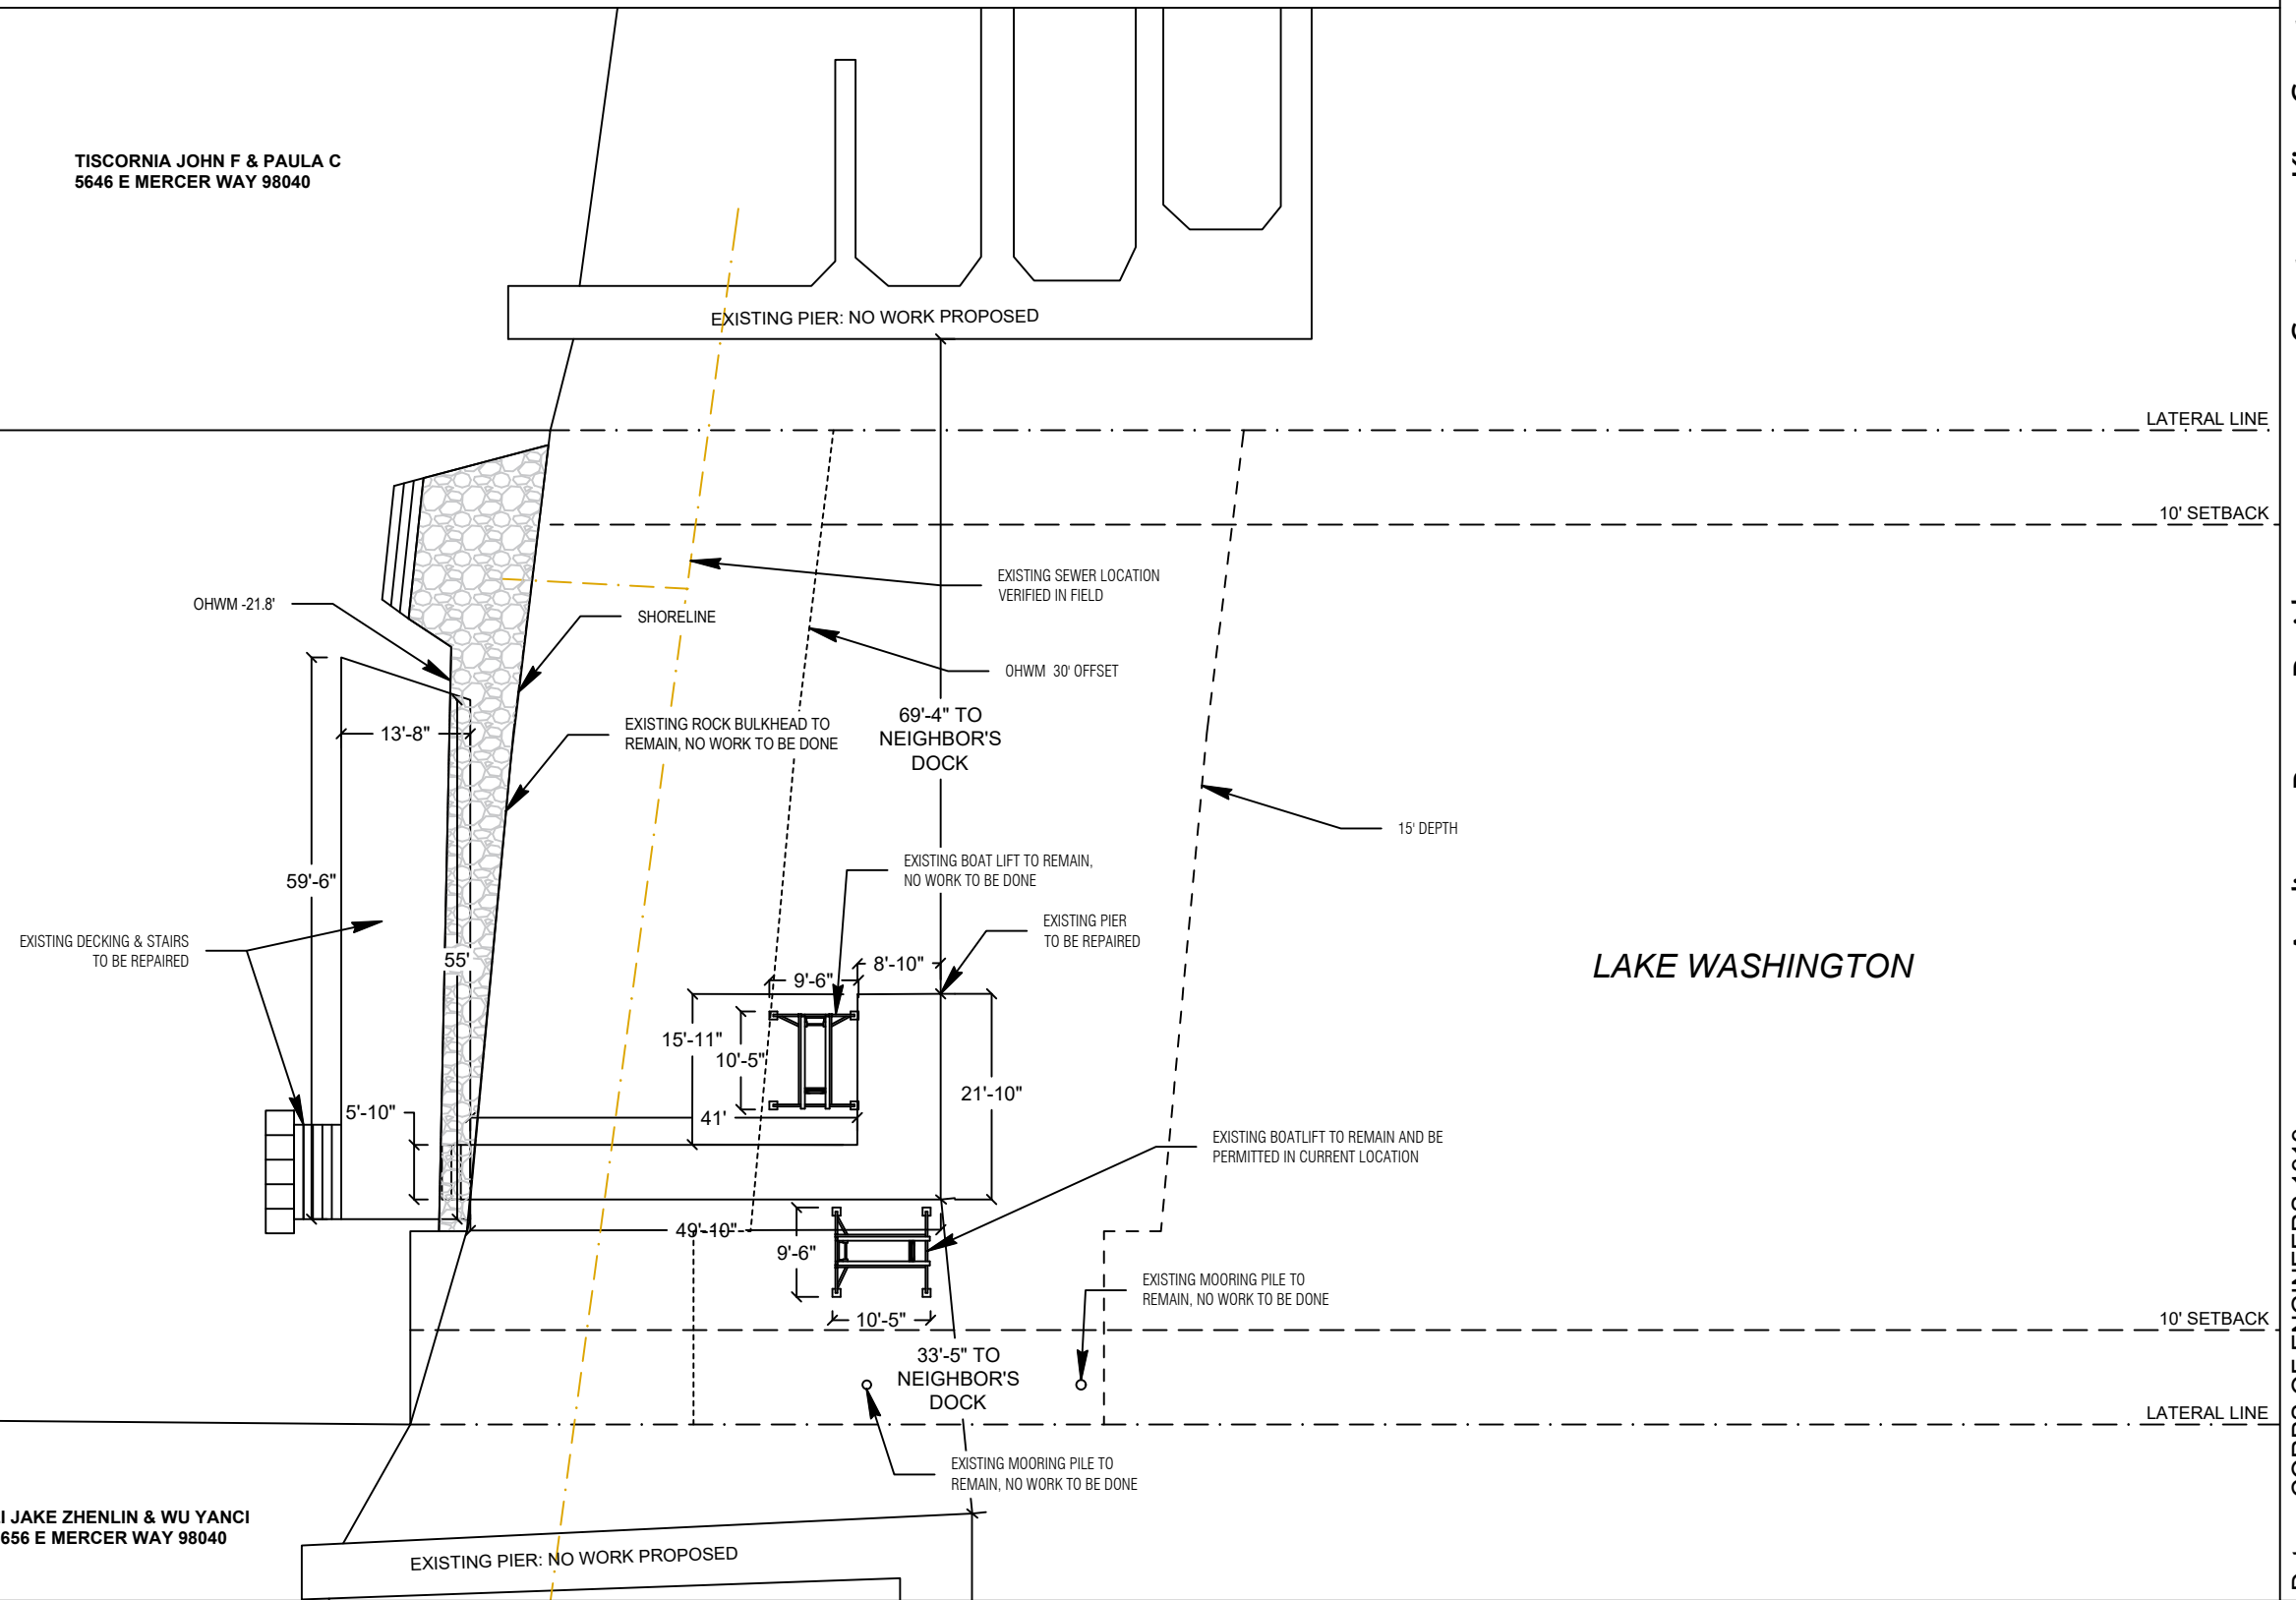 TISCORNIA JOHN F & PAULA C
5646 E MERCER WAY 98040
EXISTING PIER: NO WORK PROPOSED
LATERAL LINE
10' SETBACK
EXISTING SEWER LOCATION
VERIFIED IN FIELD
OHWM -21.8'
SHORELINE
OHWM 30' OFFSET
69'-4" TO
NEIGHBOR'S
DOCK
EXISTING ROCK BULKHEAD TO
REMAIN, NO WORK TO BE DONE
13'-8"
15' DEPTH
59'-6"
EXISTING BOAT LIFT TO REMAIN,
NO WORK TO BE DONE
EXISTING PIER
TO BE REPAIRED
EXISTING DECKING & STAIRS
TO BE REPAIRED
55'
LAKE WASHINGTON
8'-10"
9'-6"
15'-11"
10'-5"
21'-10"
5'-10"
41'
EXISTING BOATLIFT TO REMAIN AND BE
PERMITTED IN CURRENT LOCATION
49'-10"
9'-6"
10'-5"
EXISTING MOORING PILE TO
REMAIN, NO WORK TO BE DONE
10' SETBACK
33'-5" TO
NEIGHBOR'S
DOCK
LATERAL LINE
EXISTING MOORING PILE TO
REMAIN, NO WORK TO BE DONE
JAKE ZHENLIN & WU YANCI
656 E MERCER WAY 98040
EXISTING PIER: NO WORK PROPOSED